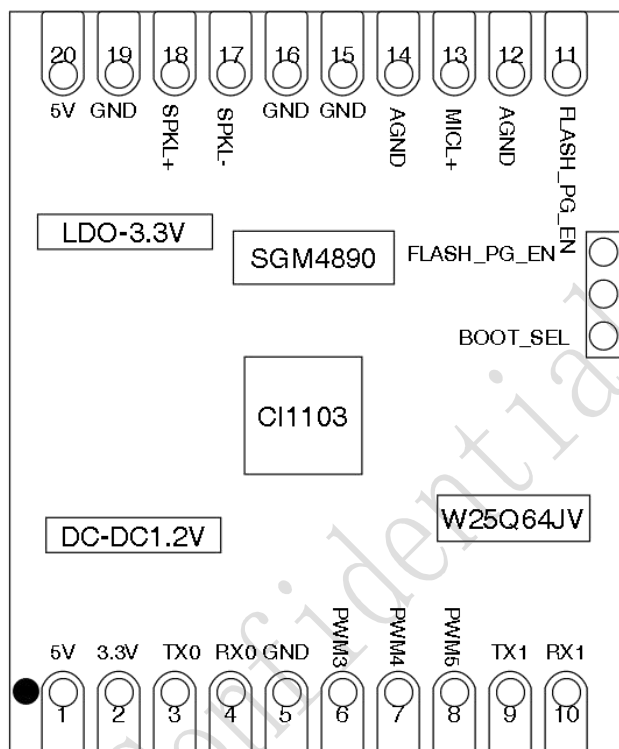 20 19 18 17 16 15 14 13 12 11
5V GND SPKL+ SPKL- GND GND AGND MICL+ AGND FLASH_PG_EN
LDO-3.3V
SGM4890
FLASH_PG_EN
BOOT_SEL
CI1103
W25Q64JV
DC-DC1.2V
5V 3.3V TX0 RX0 GND PWM3 PWM4 PWM5 TX1 RX1
1 2 3 4 5 6 7 8 9 10
Confidential